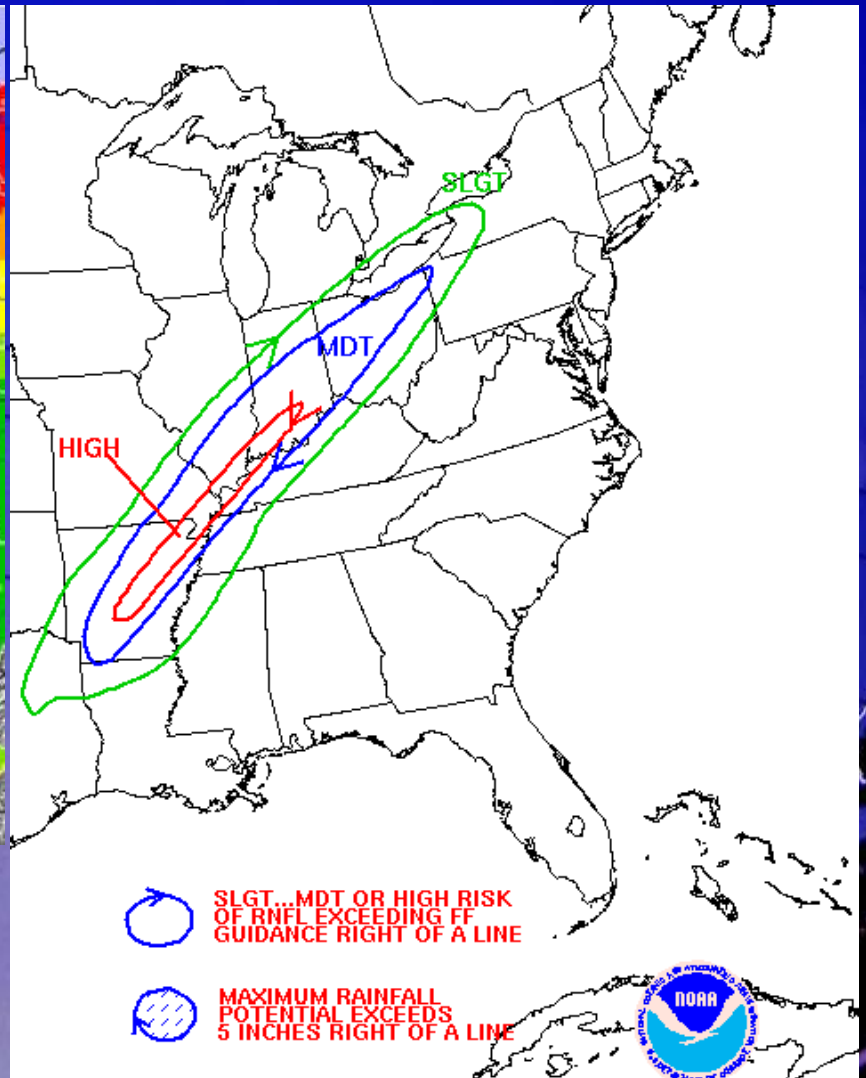 SLGT
MDT
HIGH
SLGT...MDT OR HIGH RISK
OF RNFL EXCEEDING FF
GUIDANCE RIGHT OF A LINE
MAXIMUM RAINFALL
POTENTIAL EXCEEDS
5 INCHES RIGHT OF A LINE
NOAA